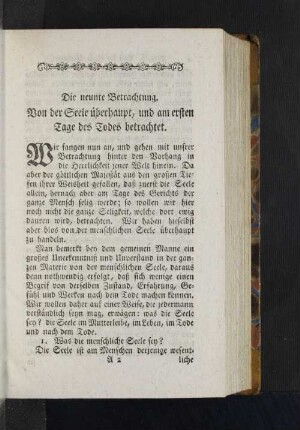 Die neunte Betrachtung.
Von der Seele überhaupt, und am ersten
Tage des Todes betrachtet.
Wir fangen nun an, und gehen mit unsrer
Betrachtung hinter den Vorhang in
die Herrlichkeit jener Welt hinein. Da
aber der göttlichen Majestät aus den großen Tie-
fen ihrer Weisheit gefallen, daß zuerst die Seele
allein, hernach aber am Tage des Gerichts der
ganze Mensch selig werde; so wollen wir hier
noch nicht die ganze Seligkeit, welche dort ewig
dauren wird, betrachten. Wir haben hieselbst
aber blos von der menschlichen Seele überhaupt
zu handeln.
Man bemerkt bey dem gemeinen Manne ein
großes Unerkenntniß und Unverstand in der gan-
zen Materie von der menschlichen Seele, daraus
denn nothwendig erfolgt, daß sich wenige einen
Begrif von derselben Zustand, Erfahrung, Ge-
fühl und Werken nach dem Tode machen können.
Wir wollen daher auf eine Weise, die jedermann
verständlich seyn mag, erwägen: was die Seele
sey? die Seele im Mutterleibe, im Leben, im Tode
und nach dem Tode.
1. Was die menschliche Seele sey?
Die Seele ist am Menschen derjenige wesent-
A 2 liche